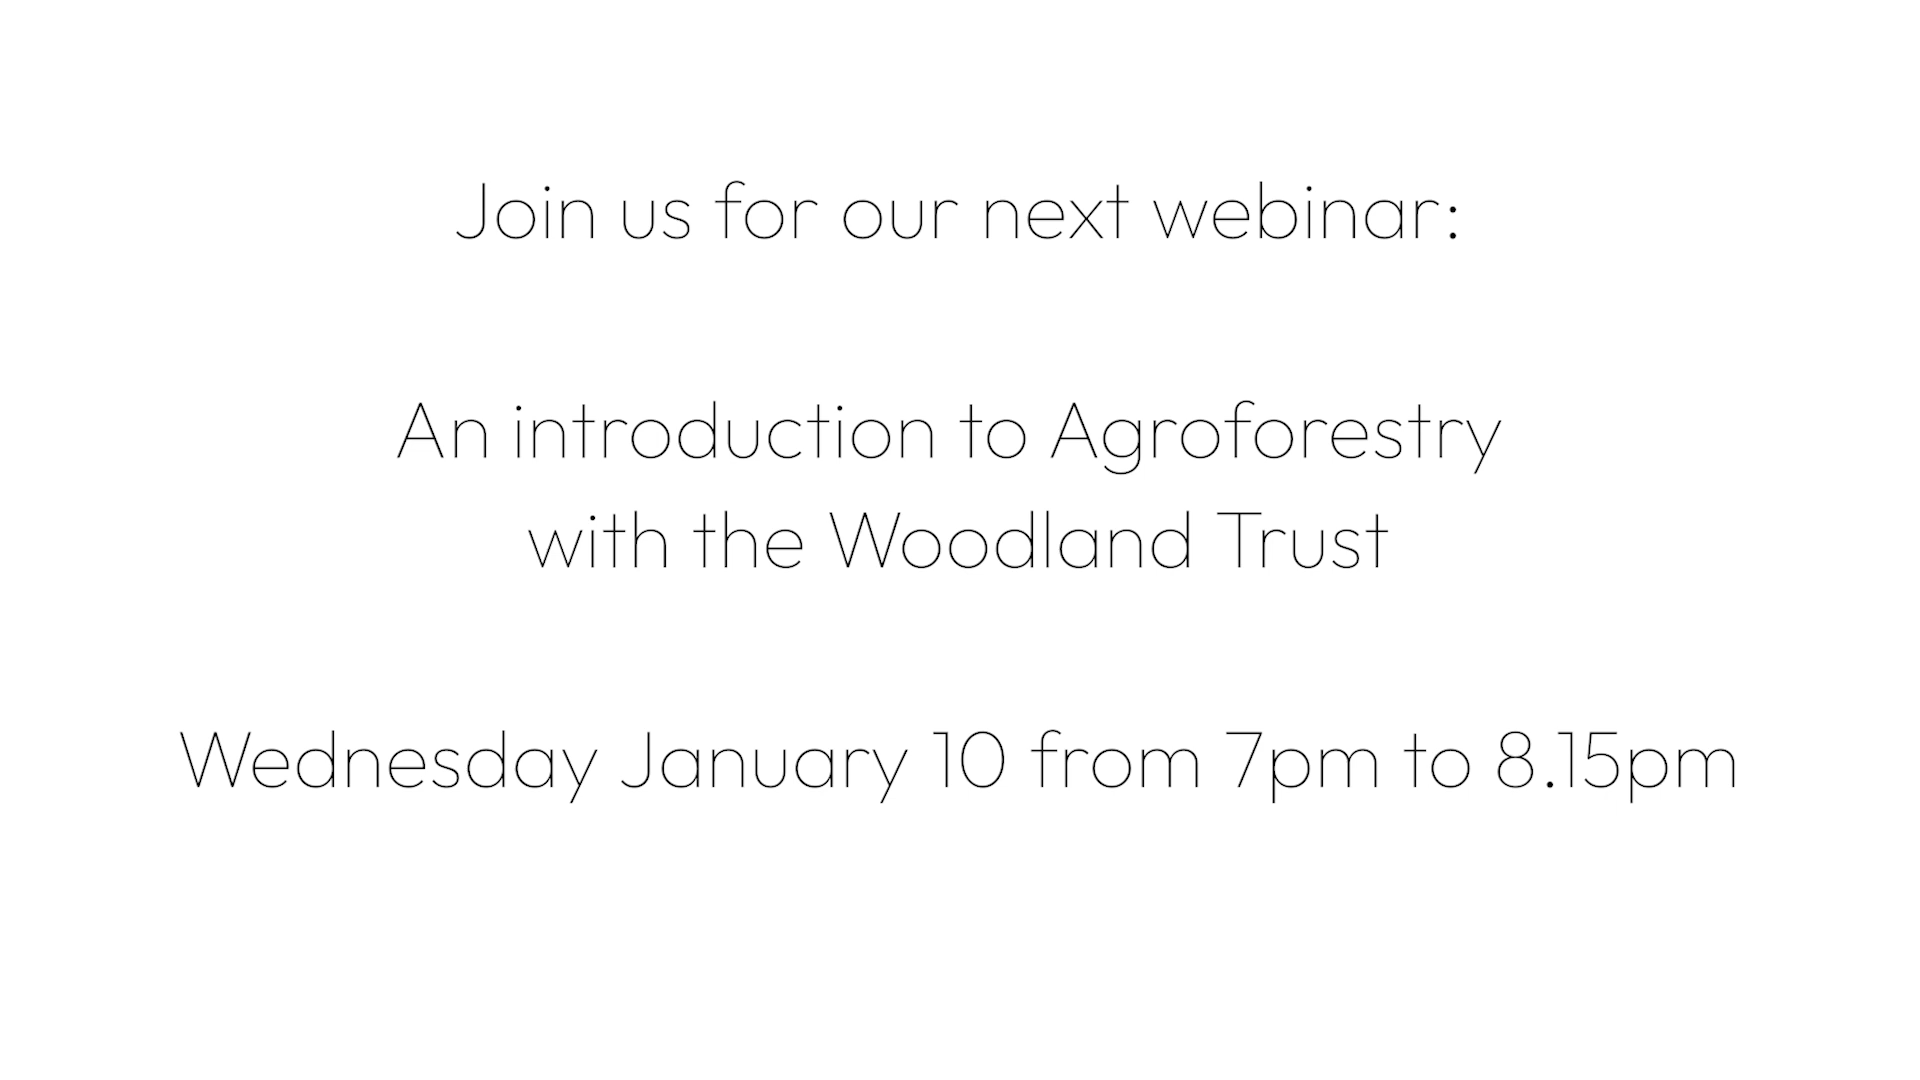 Join us for our next webinar:
An introduction to Agroforestry
with the Woodland Trust
Wednesday January 10 from 7pm to 8.15pm